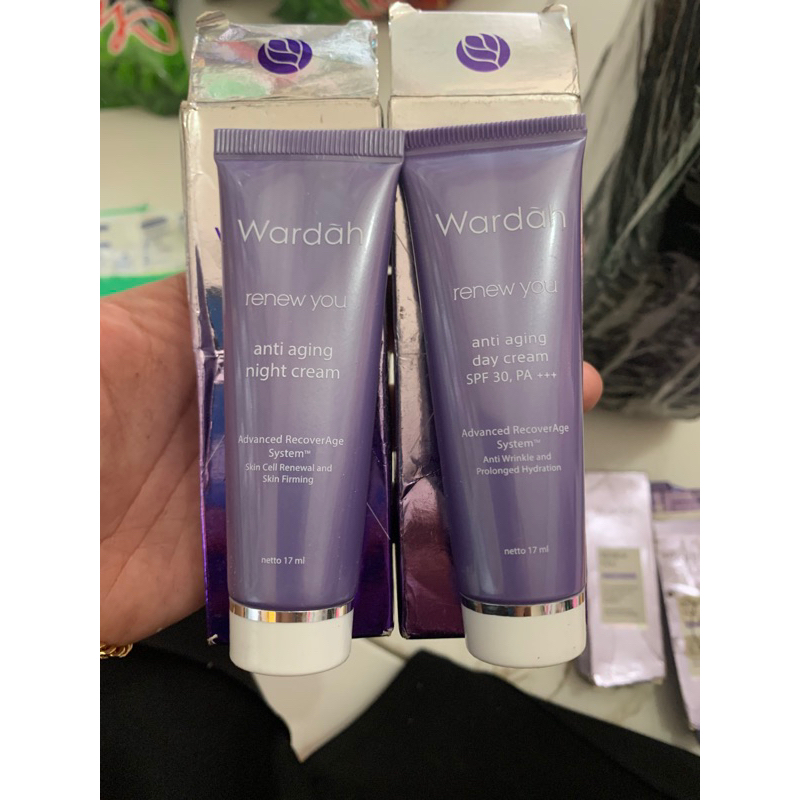 Wardāh
renew you
anti aging
night cream
Advanced RecoverAge
System™
Skin Cell Renewal and
Skin Firming
netto 17 ml
Wardāh
renew you
anti aging
day cream
SPF 30, PA +++
Advanced RecoverAge
System™
Anti Wrinkle and
Prolonged Hydration
netto 17 ml